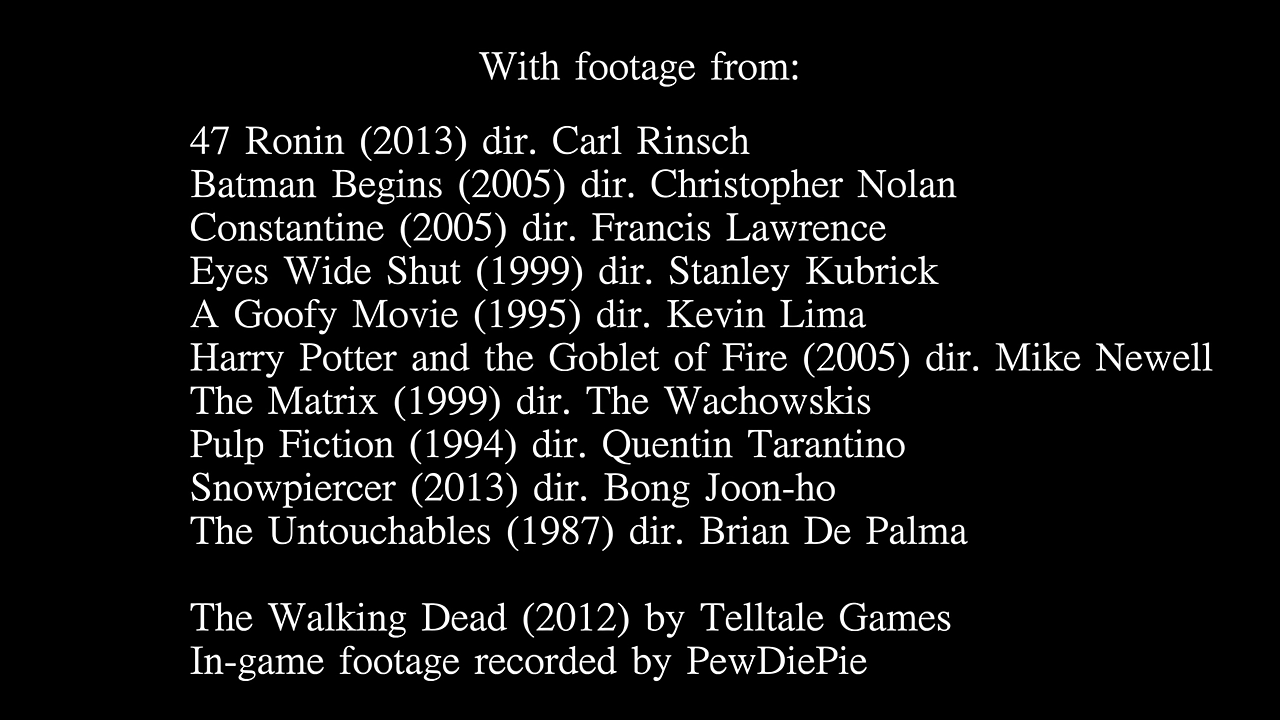 With footage from:
47 Ronin (2013) dir. Carl Rinsch
Batman Begins (2005) dir. Christopher Nolan
Constantine (2005) dir. Francis Lawrence
Eyes Wide Shut (1999) dir. Stanley Kubrick
A Goofy Movie (1995) dir. Kevin Lima
Harry Potter and the Goblet of Fire (2005) dir. Mike Newell
The Matrix (1999) dir. The Wachowskis
Pulp Fiction (1994) dir. Quentin Tarantino
Snowpiercer (2013) dir. Bong Joon-ho
The Untouchables (1987) dir. Brian De Palma
The Walking Dead (2012) by Telltale Games
In-game footage recorded by PewDiePie